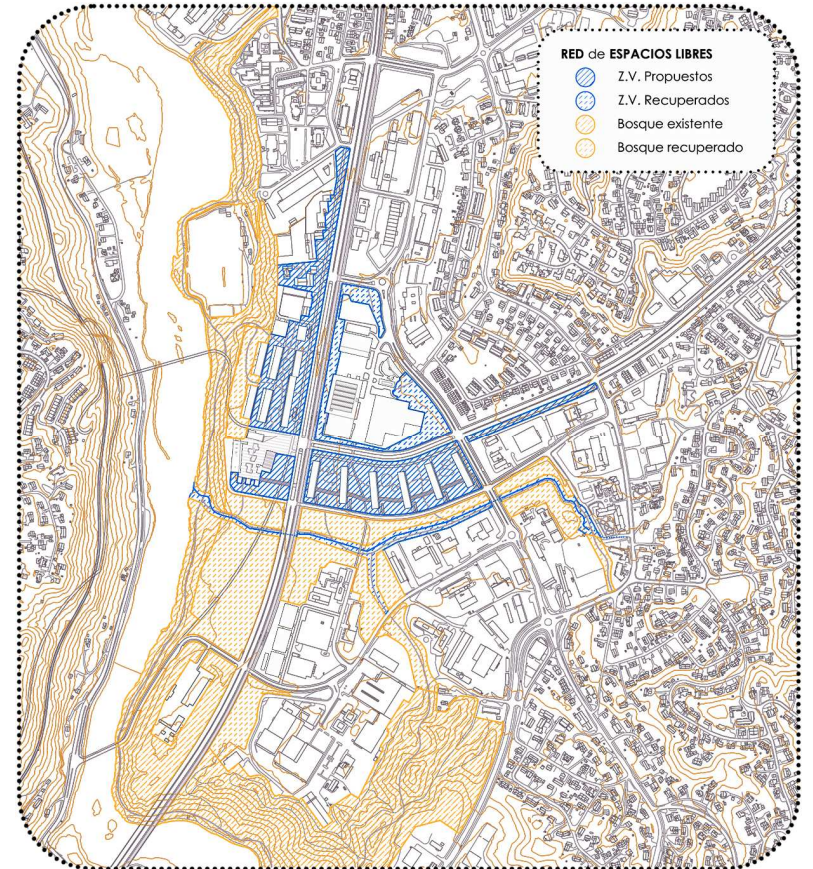 RED de ESPACIOS LIBRES
Z.V. Propuestos
Z.V. Recuperados
Bosque existente
Bosque recuperado